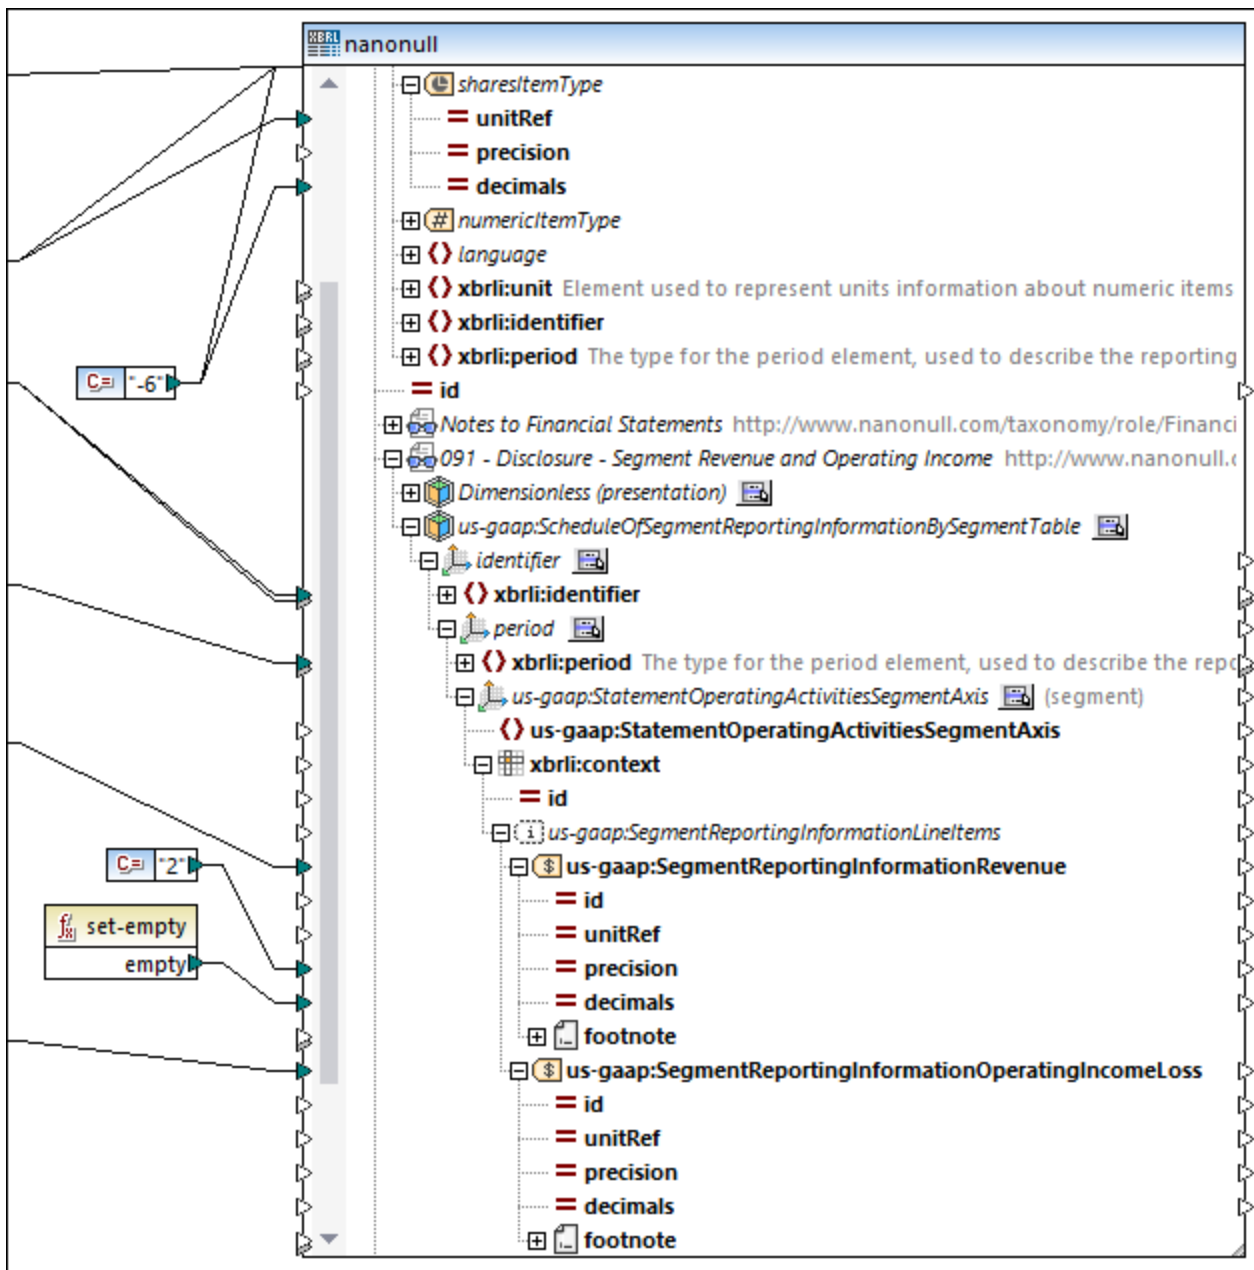 XBRL nanonull
sharesItemType
= unitRef
= precision
= decimals
# numericItemType
<> language
<> xbrli:unit Element used to represent units information about numeric items
<> xbrli:identifier
<> xbrli:period The type for the period element, used to describe the reporting
C= "-6"
= id
Notes to Financial Statements http://www.nanonull.com/taxonomy/role/Financi
091 - Disclosure - Segment Revenue and Operating Income http://www.nanonull.c
Dimensionless (presentation)
us-gaap:ScheduleOfSegmentReportingInformationBySegmentTable
identifier
<> xbrli:identifier
period
<> xbrli:period The type for the period element, used to describe the repo
us-gaap:StatementOperatingActivitiesSegmentAxis (segment)
<> us-gaap:StatementOperatingActivitiesSegmentAxis
xbrli:context
= id
i us-gaap:SegmentReportingInformationLineItems
C= "2"
$ us-gaap:SegmentReportingInformationRevenue
= id
set-empty
= unitRef
empty
= precision
= decimals
footnote
$ us-gaap:SegmentReportingInformationOperatingIncomeLoss
= id
= unitRef
= precision
= decimals
footnote